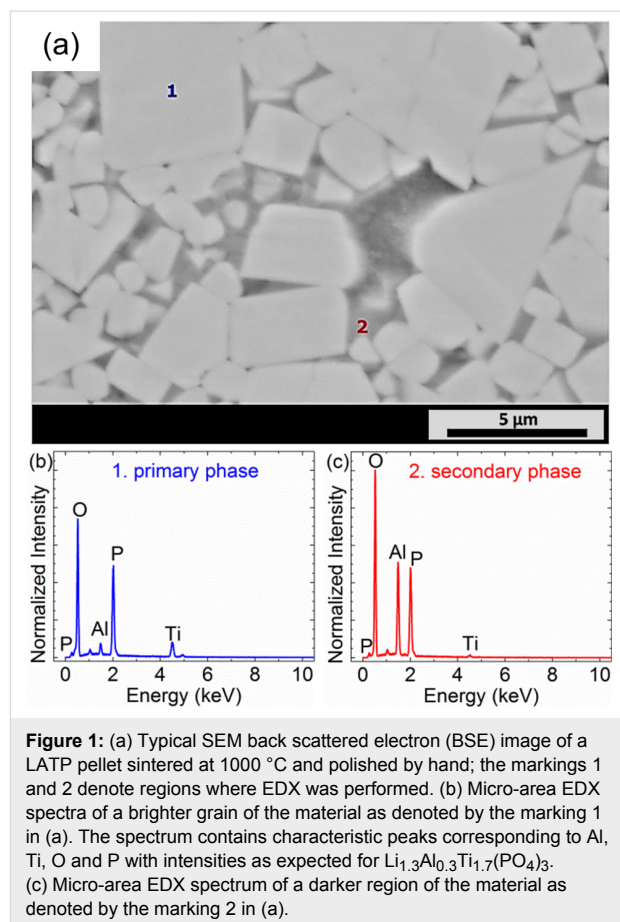 (a)
1
2
5 µm
(b)
1. primary phase
O
P
Al
P
Ti
Normalized Intensity
0 2 4 6 8 10
Energy (keV)
(c)
2. secondary phase
O
Al
P
P
Ti
Normalized Intensity
0 2 4 6 8 10
Energy (keV)
Figure 1: (a) Typical SEM back scattered electron (BSE) image of a
LATP pellet sintered at 1000 °C and polished by hand; the markings 1
and 2 denote regions where EDX was performed. (b) Micro-area EDX
spectra of a brighter grain of the material as denoted by the marking 1
in (a). The spectrum contains characteristic peaks corresponding to Al,
Ti, O and P with intensities as expected for Li1.3Al0.3Ti1.7(PO4)3.
(c) Micro-area EDX spectrum of a darker region of the material as
denoted by the marking 2 in (a).